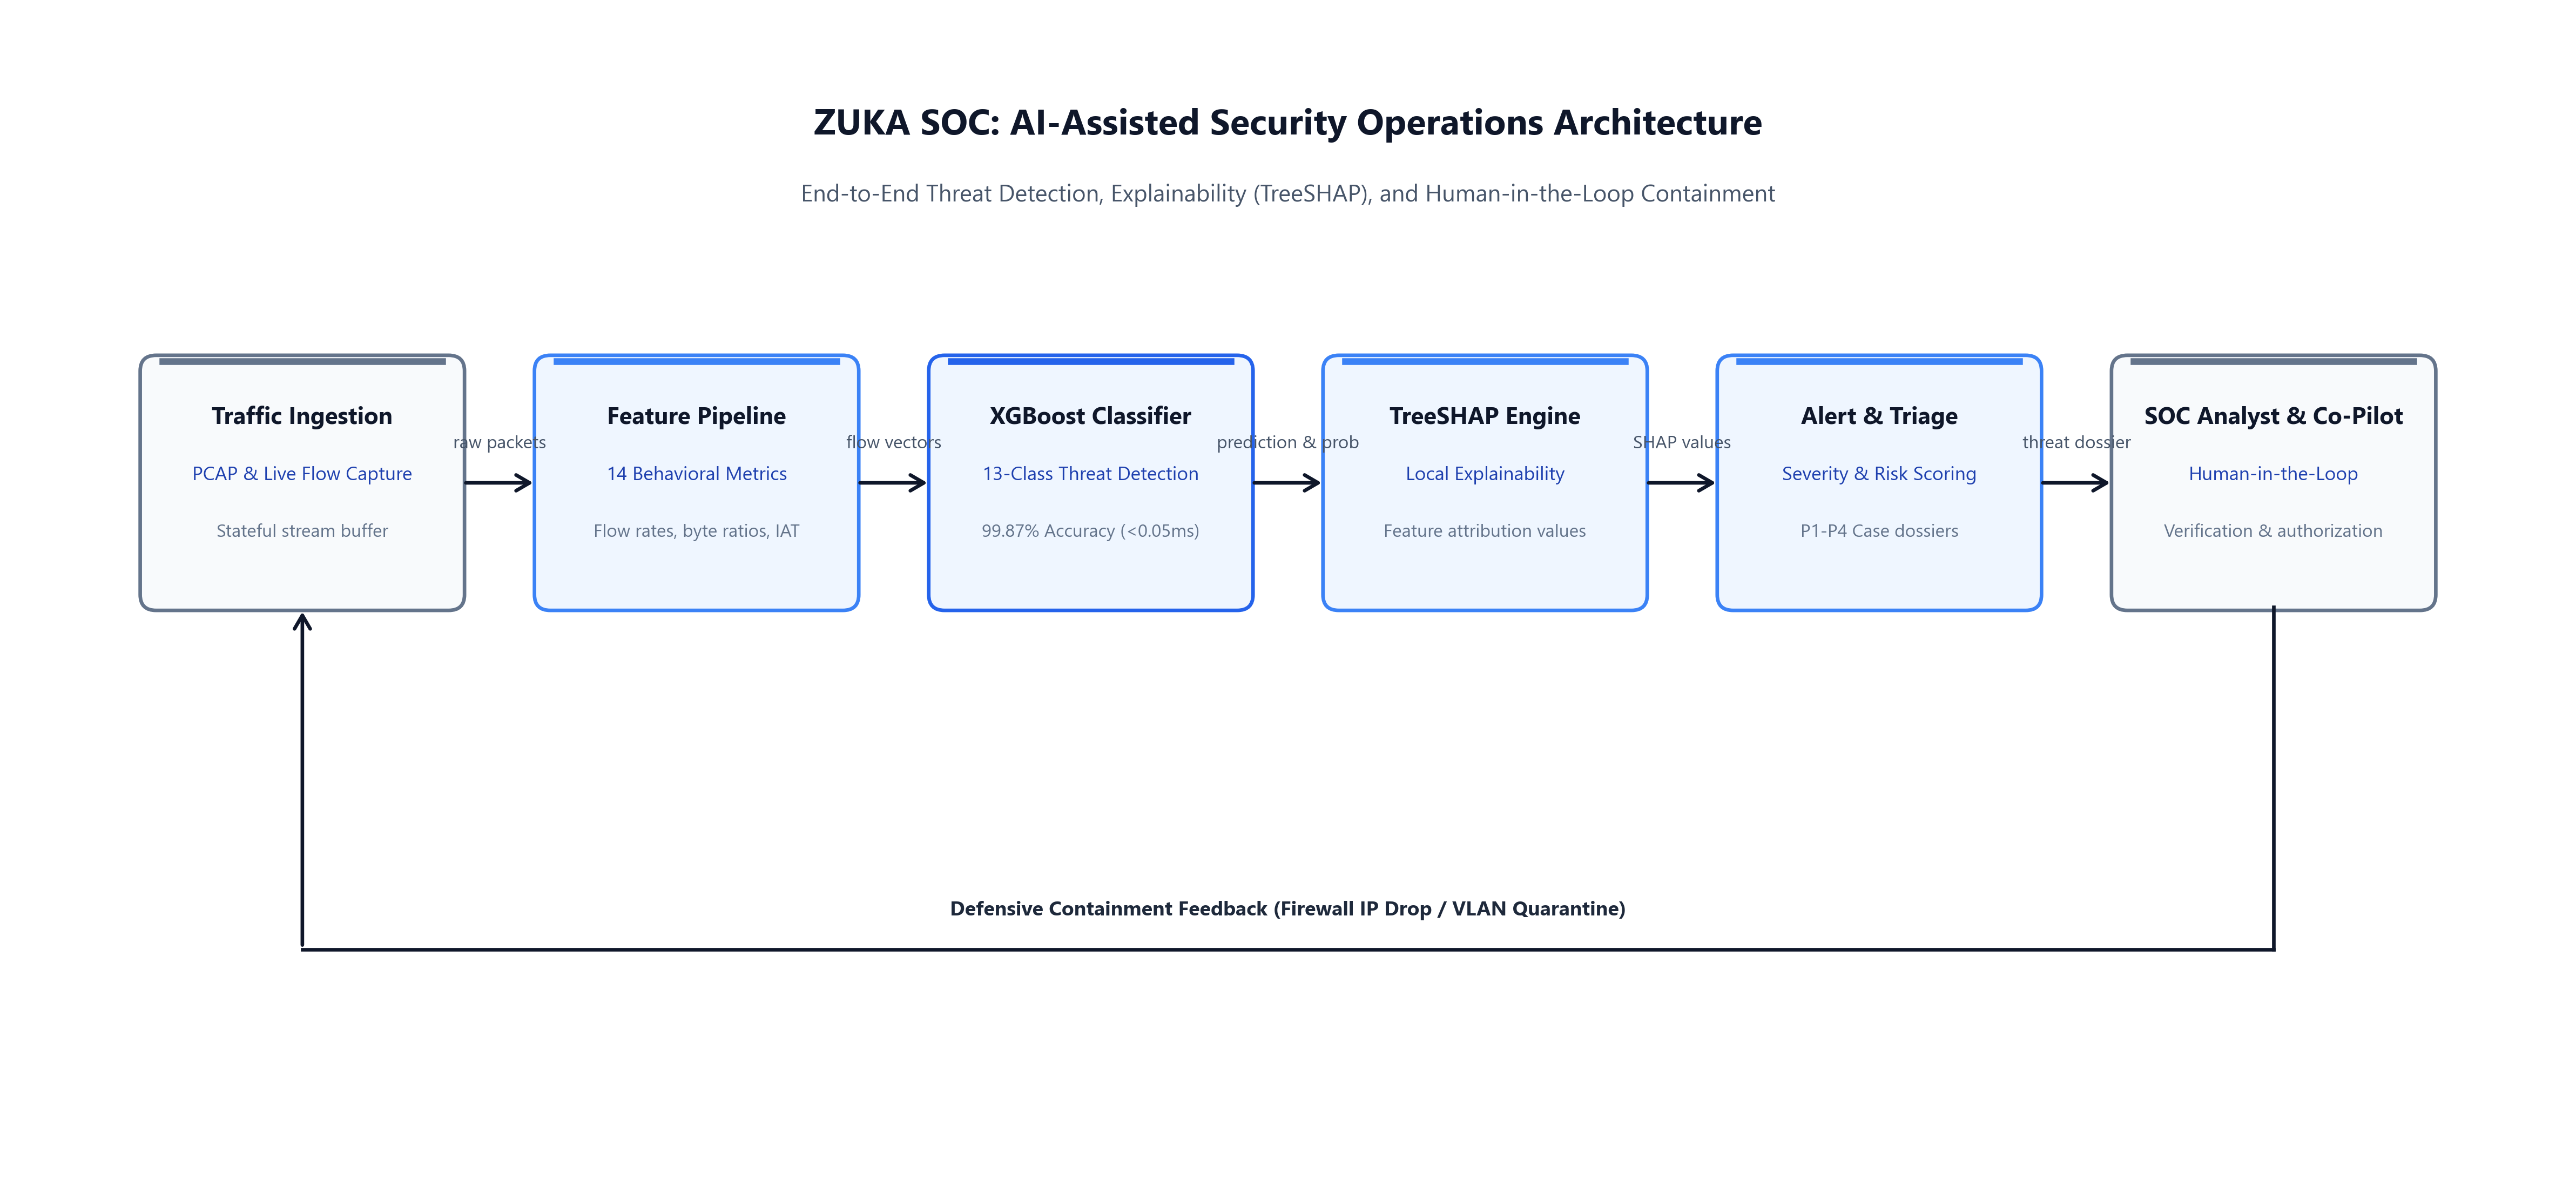 ZUKA SOC: AI-Assisted Security Operations Architecture
End-to-End Threat Detection, Explainability (TreeSHAP), and Human-in-the-Loop Containment
Traffic Ingestion
PCAP & Live Flow Capture
Stateful stream buffer
raw packets
Feature Pipeline
14 Behavioral Metrics
Flow rates, byte ratios, IAT
flow vectors
XGBoost Classifier
13-Class Threat Detection
99.87% Accuracy (<0.05ms)
prediction & prob
TreeSHAP Engine
Local Explainability
Feature attribution values
SHAP values
Alert & Triage
Severity & Risk Scoring
P1-P4 Case dossiers
threat dossier
SOC Analyst & Co-Pilot
Human-in-the-Loop
Verification & authorization
Defensive Containment Feedback (Firewall IP Drop / VLAN Quarantine)